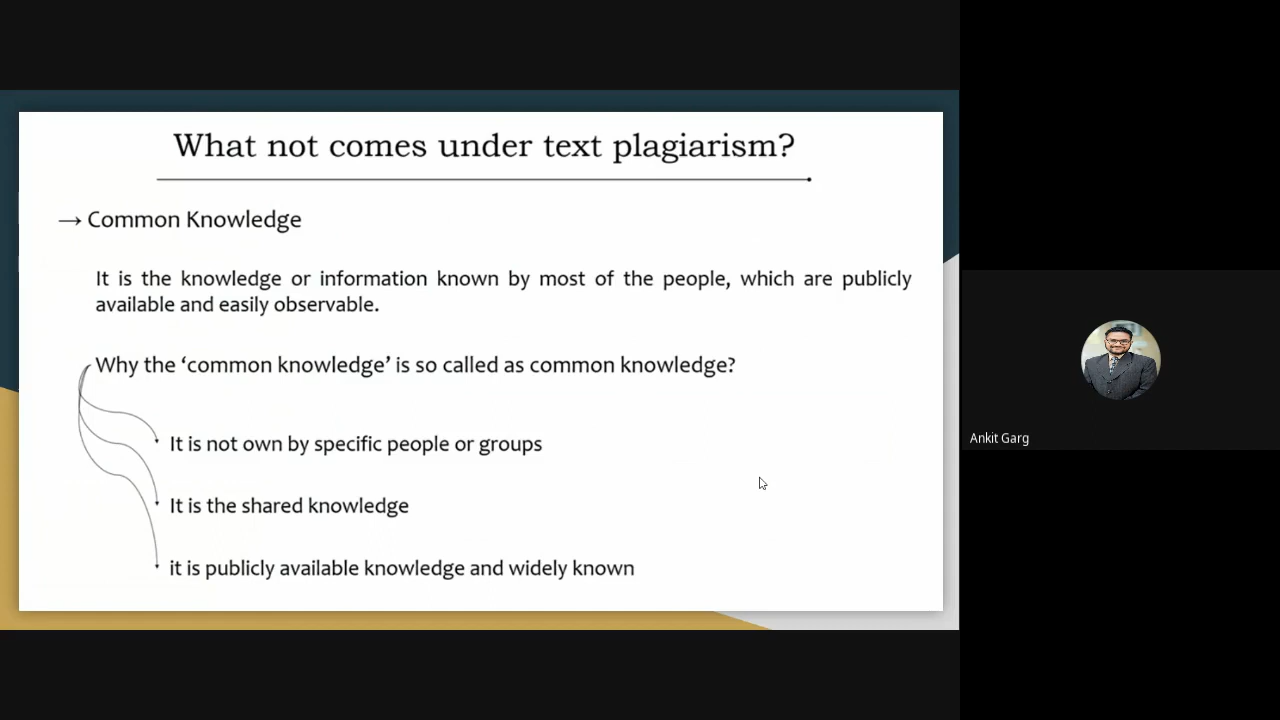 What not comes under text plagiarism?
→ Common Knowledge
It is the knowledge or information known by most of the people, which are publicly
available and easily observable.
Why the ‘common knowledge’ is so called as common knowledge?
It is not own by specific people or groups
It is the shared knowledge
it is publicly available knowledge and widely known
Ankit Garg